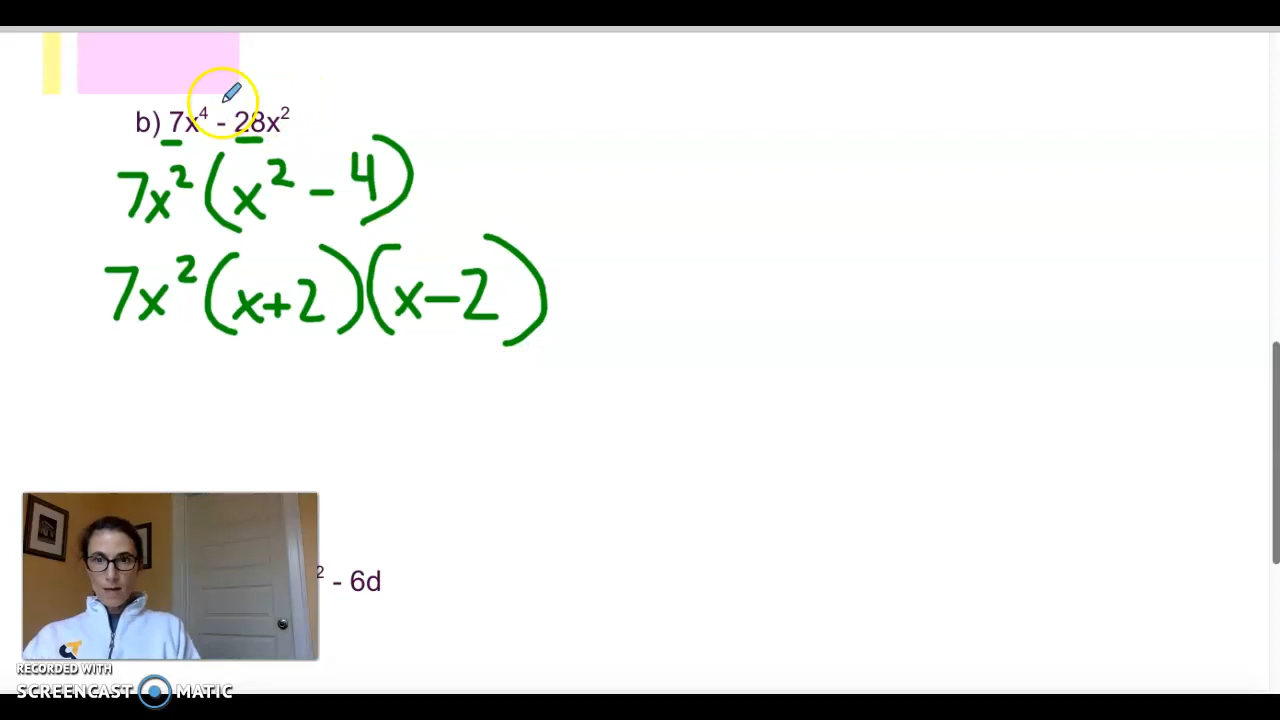 b) 7x⁴ - 28x²
7x²(x² - 4)
7x²(x+2)(x-2)
² - 6d
RECORDED WITH
SCREENCAST MATIC